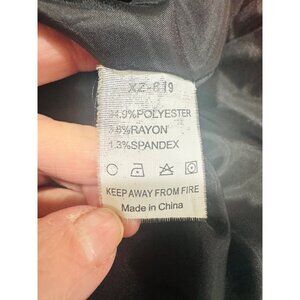 %POLYESTER
%RAYON
1.3%SPANDEX
KEEP AWAY FROM FIRE
Made in China